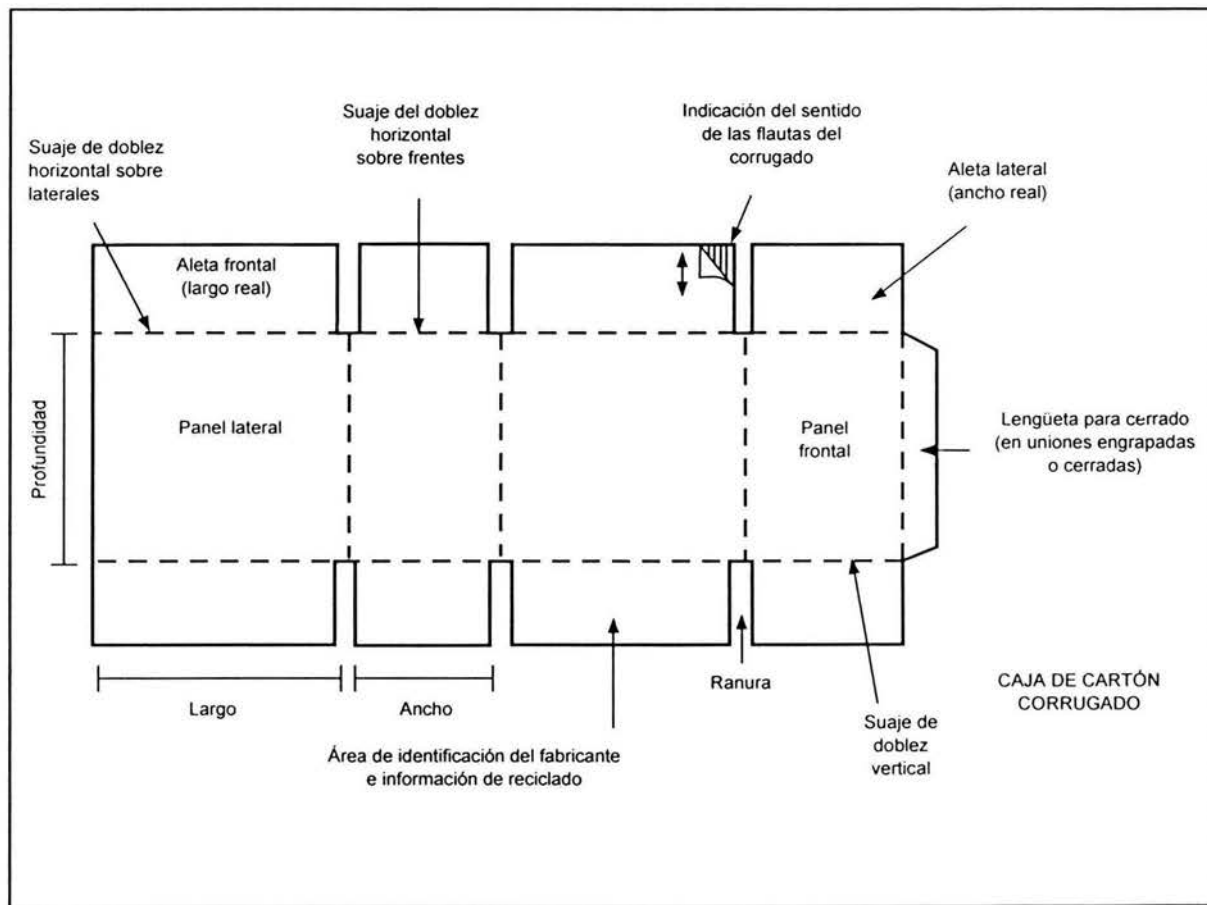 Suaje de doblez
horizontal sobre
laterales
Suaje del doblez
horizontal
sobre frentes
Indicación del sentido
de las flautas del
corrugado
Aleta lateral
(ancho real)
Aleta frontal
(largo real)
Profundidad
Panel lateral
Panel
frontal
Lengüeta para cerrado
(en uniones engrapadas
o cerradas)
Largo
Ancho
Ranura
CAJA DE CARTÓN
CORRUGADO
Suaje de
doblez
vertical
Área de identificación del fabricante
e información de reciclado